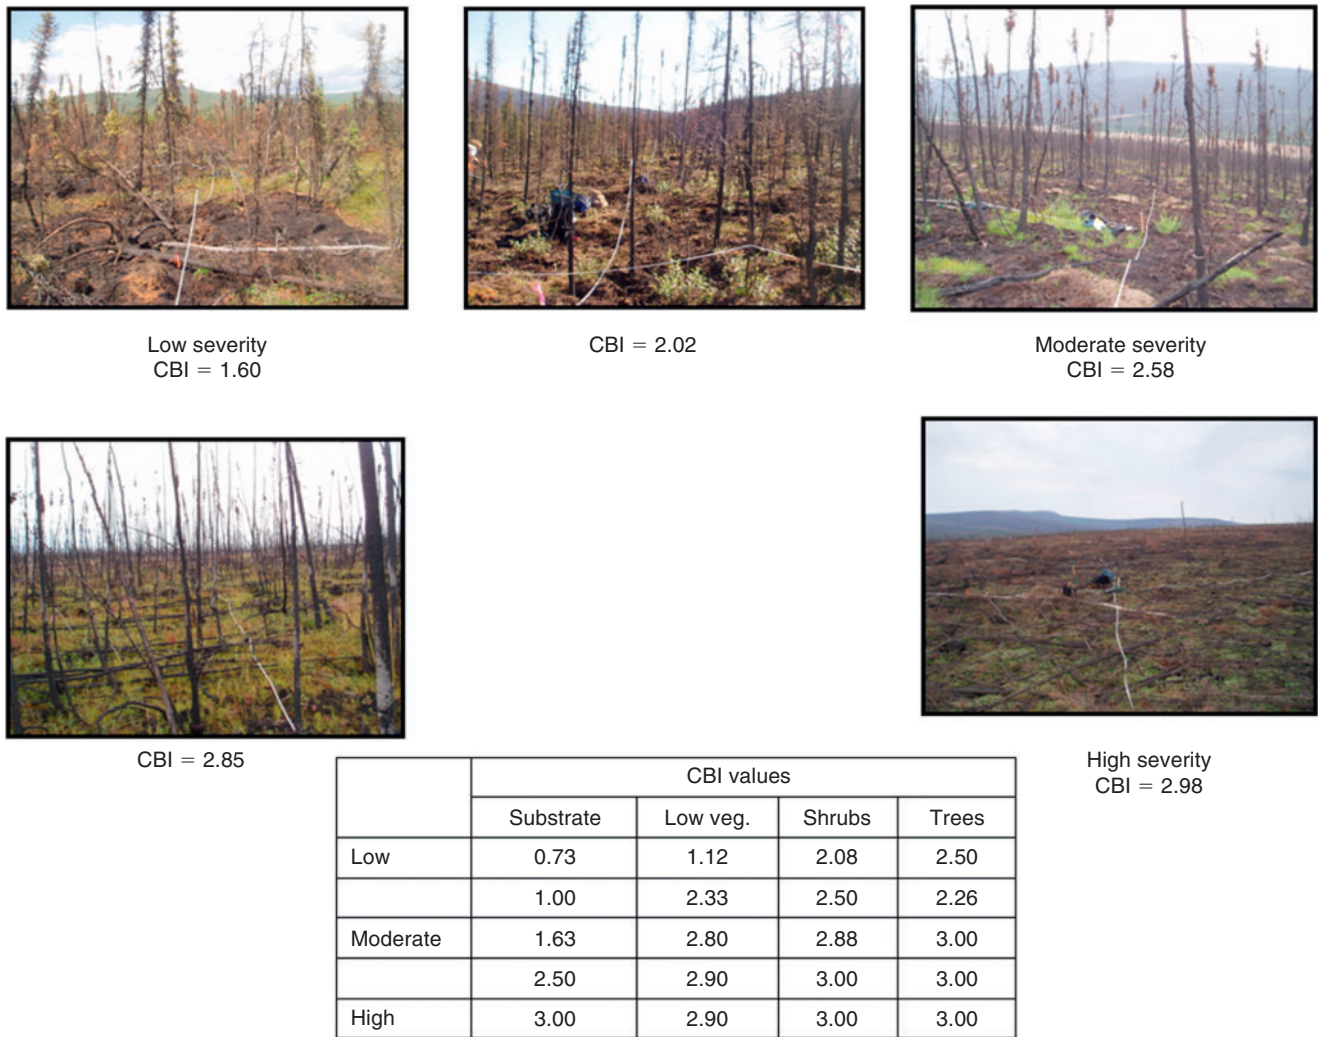 Low severity
CBI = 1.60
CBI = 2.02
Moderate severity
CBI = 2.58
CBI = 2.85
High severity
CBI = 2.98
CBI values
Substrate Low veg. Shrubs Trees
Low 0.73 1.12 2.08 2.50
1.00 2.33 2.50 2.26
Moderate 1.63 2.80 2.88 3.00
2.50 2.90 3.00 3.00
High 3.00 2.90 3.00 3.00